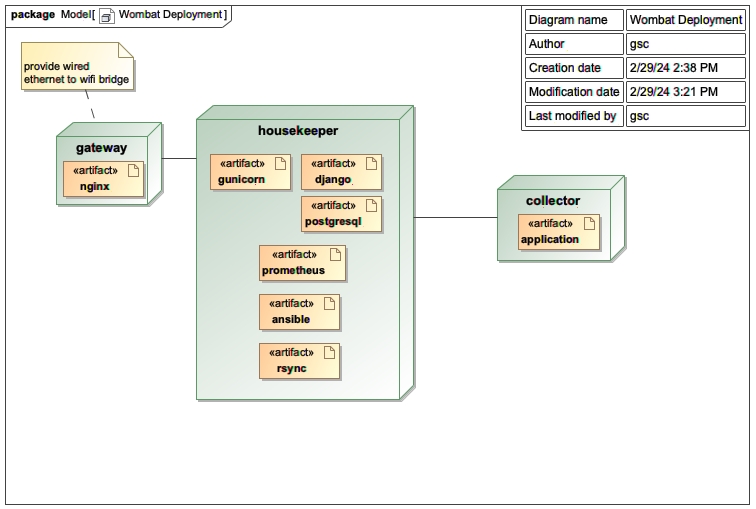 package Model[ Wombat Deployment ]
Diagram name Wombat Deployment
Author gsc
Creation date 2/29/24 2:38 PM
Modification date 2/29/24 3:21 PM
Last modified by gsc
provide wired
ethernet to wifi bridge
gateway
«artifact»
nginx
housekeeper
«artifact»
gunicorn
«artifact»
django
«artifact»
postgresql
«artifact»
prometheus
«artifact»
ansible
«artifact»
rsync
collector
«artifact»
application